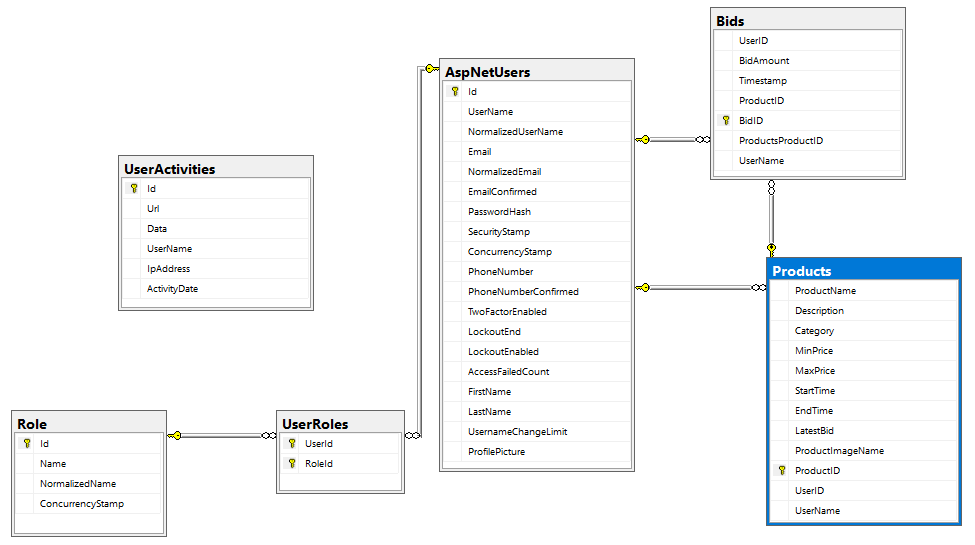 Bids
UserID
BidAmount
Timestamp
ProductID
BidID
ProductsProductID
UserName
AspNetUsers
Id
UserName
NormalizedUserName
Email
NormalizedEmail
EmailConfirmed
PasswordHash
SecurityStamp
ConcurrencyStamp
PhoneNumber
PhoneNumberConfirmed
TwoFactorEnabled
LockoutEnd
LockoutEnabled
AccessFailedCount
FirstName
LastName
UsernameChangeLimit
ProfilePicture
UserActivities
Id
Url
Data
UserName
IpAddress
ActivityDate
Products
ProductName
Description
Category
MinPrice
MaxPrice
StartTime
EndTime
LatestBid
ProductImageName
ProductID
UserID
UserName
Role
Id
Name
NormalizedName
ConcurrencyStamp
UserRoles
UserId
RoleId